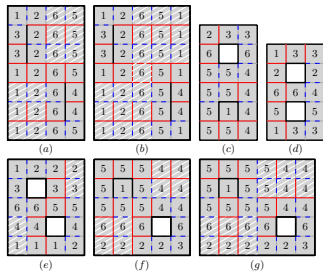 1 2 6 5
3 2 6 5
3 2 6 5
1 2 6 5
1 2 6 4
1 2 6 4
1 2 6 5
(a)
1 2 6 5 1
3 2 6 5 1
3 2 6 5 1
1 2 6 5 1
1 2 6 5 4
1 2 6 5 4
1 2 6 5 1
(b)
2 3 3
6 6
5 5 4
5 5 4
5 1 4
5 5 4
(c)
1 3 3
2 2
6 6 4
5 2
1 3 3
(d)
1 2 2 2
3 3 3
6 6 5 5
4 4 4
4 1 1 2
(e)
5 5 5 4 4
5 1 5 4 4
5 5 5 4 4
6 6 6 6
2 2 2 2 3
(f)
5 5 5 5 4 4
5 1 5 5 4 4
5 5 5 5 4 4
6 6 6 6 6
2 2 2 2 2 3
(g)